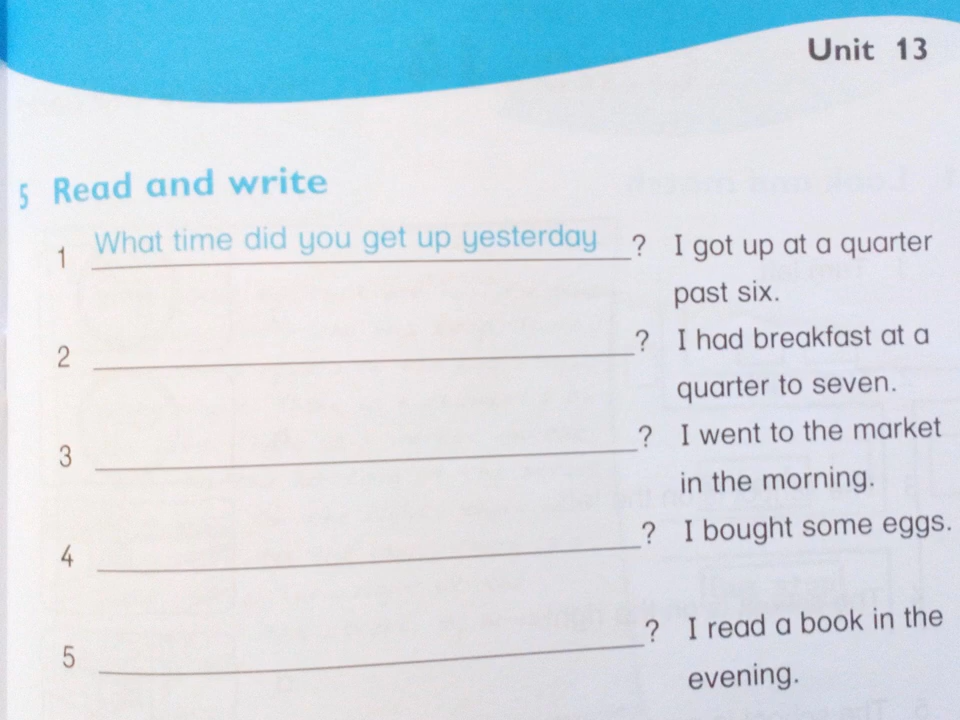 Unit 13
5 Read and write
1 What time did you get up yesterday ? I got up at a quarter
past six.
2 ? I had breakfast at a
quarter to seven.
3 ? I went to the market
in the morning.
4 ? I bought some eggs.
5 ? I read a book in the
evening.